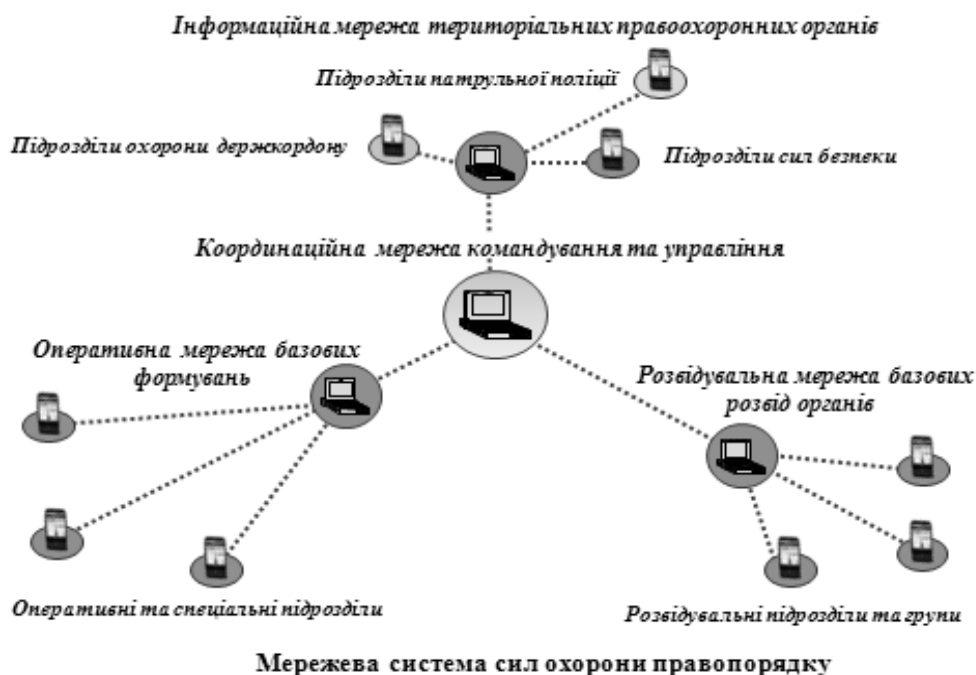 Інформаційна мережа територіальних правоохоронних органів
Підрозділи патрульної поліції
Підрозділи охорони держкордону
Підрозділи сил безпеки
Координаційна мережа командування та управління
Оперативна мережа базових
формувань
Розвідувальна мережа базових
розвід органів
Оперативні та спеціальні підрозділи
Розвідувальні підрозділи та групи
Мережева система сил охорони правопорядку